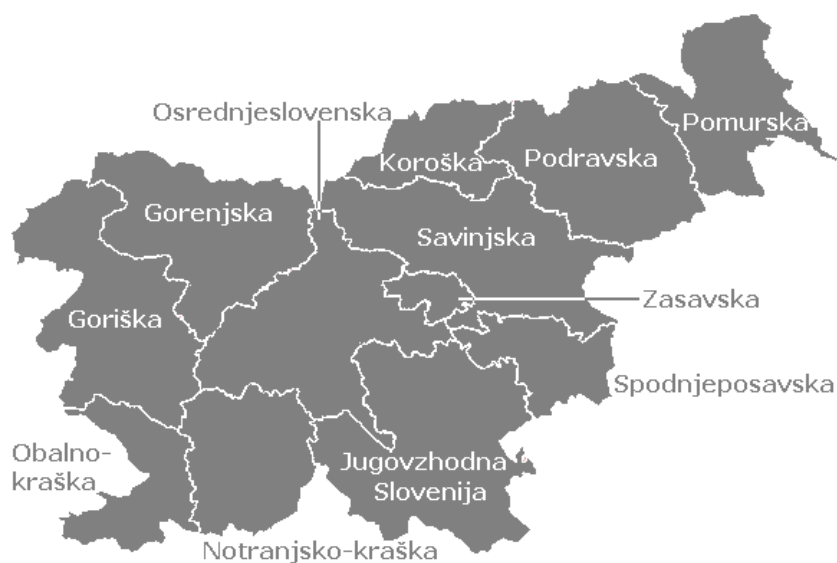 Osrednjeslovenska
Pomurska
Koroška
Podravska
Gorenjska
Savinjska
Zasavska
Goriška
Spodnjeposavska
Obalno-
kraška
Jugovzhodna
Slovenija
Notranjsko-kraška